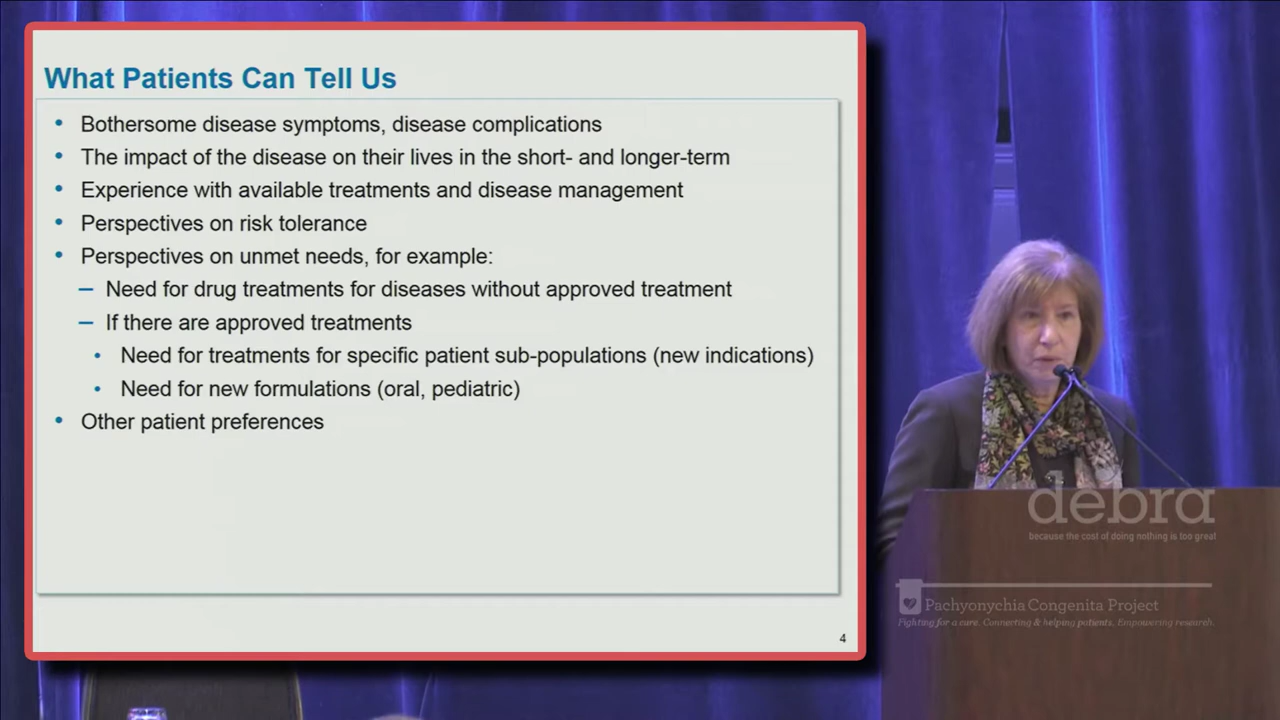 What Patients Can Tell Us
• Bothersome disease symptoms, disease complications
• The impact of the disease on their lives in the short- and longer-term
• Experience with available treatments and disease management
• Perspectives on risk tolerance
• Perspectives on unmet needs, for example:
– Need for drug treatments for diseases without approved treatment
– If there are approved treatments
• Need for treatments for specific patient sub-populations (new indications)
• Need for new formulations (oral, pediatric)
• Other patient preferences
4
debra
because the cost of doing nothing is too great
Pachyonychia Congenita Project
Fighting for a cure. Connecting & helping patients. Empowering research.